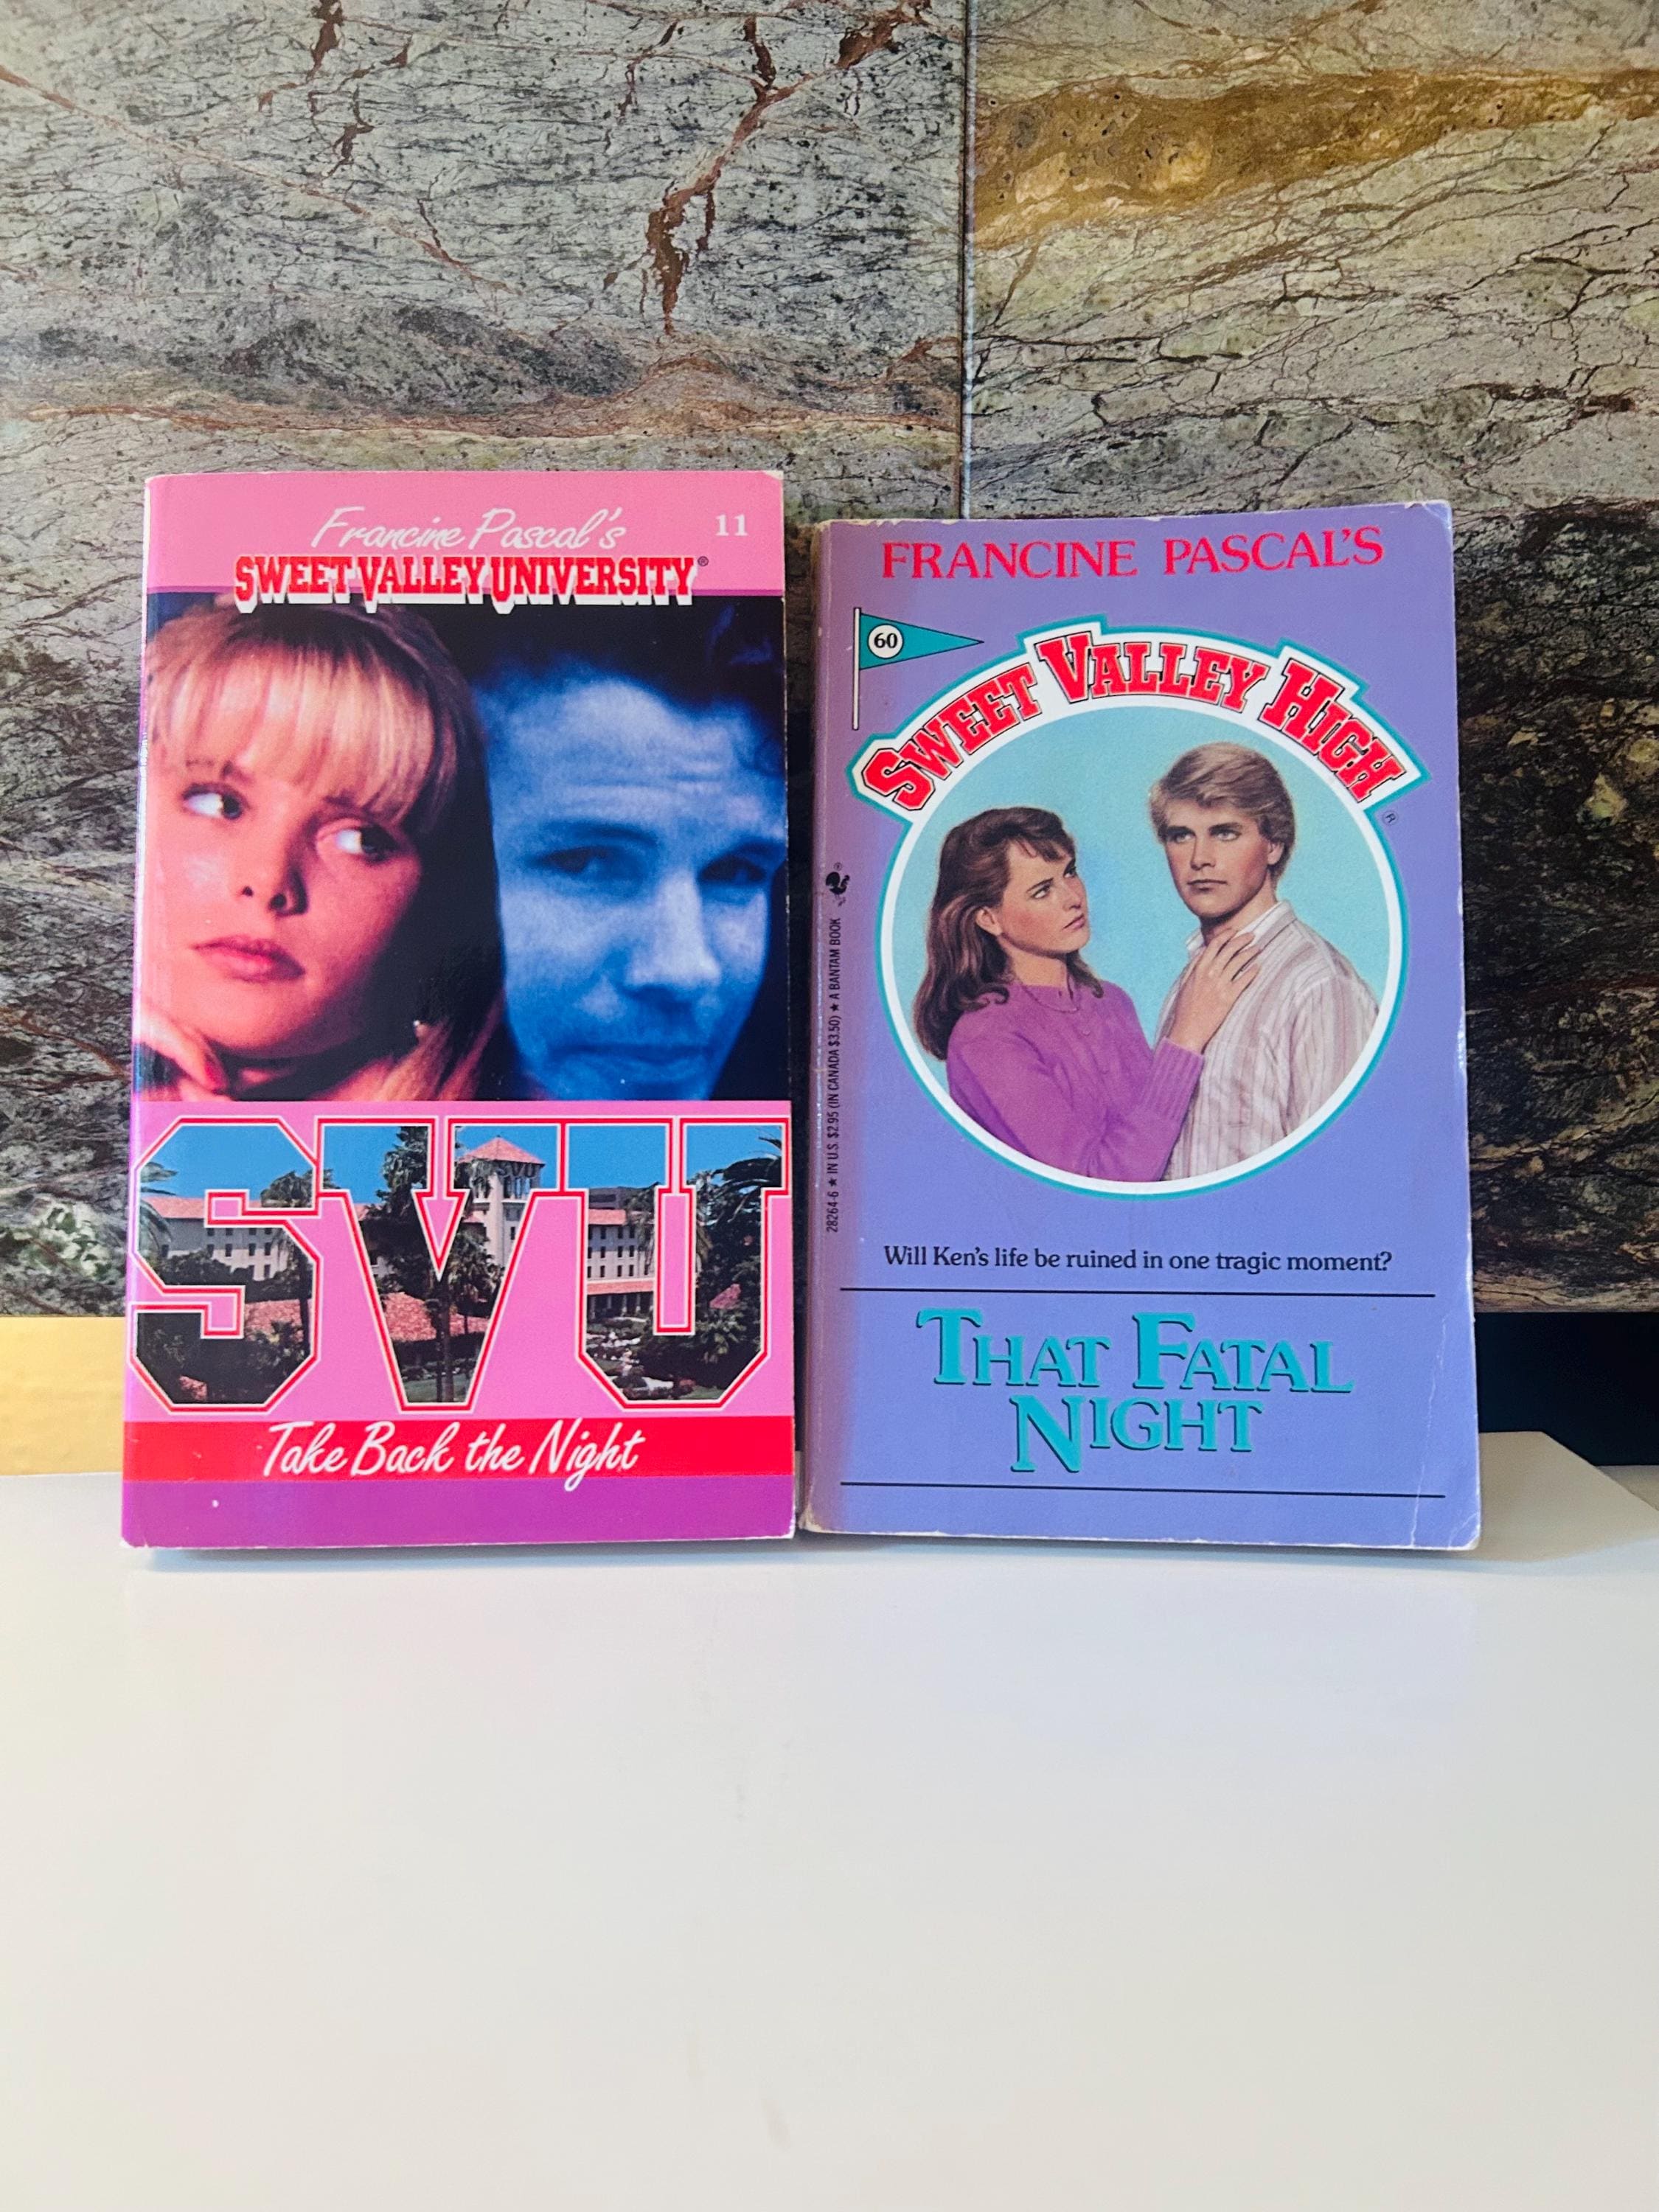 Francine Pascal's
11
SWEET VALLEY UNIVERSITY®
SVU
Take Back the Night
FRANCINE PASCAL'S
60
SWEET VALLEY HIGH
®
28264-6 ★ IN U.S. $2.95 (IN CANADA $3.50) ★ A BANTAM BOOK
Will Ken's life be ruined in one tragic moment?
THAT FATAL
NIGHT